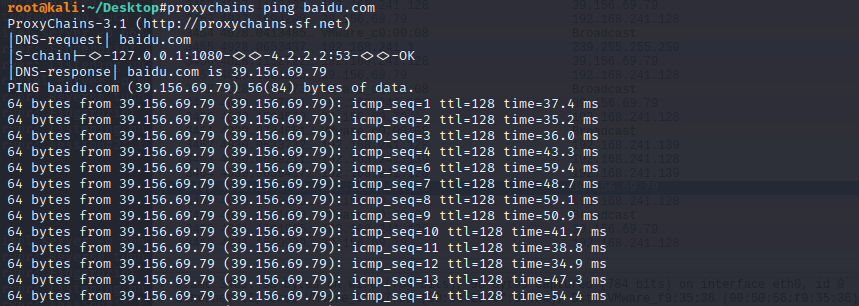 root@kali:~/Desktop#proxychains ping baidu.com
ProxyChains-3.1 (http://proxychains.sf.net)
|DNS-request| baidu.com
|S-chain|-<>-127.0.0.1:1080-<><>-4.2.2.2:53-<><>-OK
|DNS-response| baidu.com is 39.156.69.79
PING baidu.com (39.156.69.79) 56(84) bytes of data.
64 bytes from 39.156.69.79 (39.156.69.79): icmp_seq=1 ttl=128 time=37.4 ms
64 bytes from 39.156.69.79 (39.156.69.79): icmp_seq=2 ttl=128 time=35.2 ms
64 bytes from 39.156.69.79 (39.156.69.79): icmp_seq=3 ttl=128 time=36.0 ms
64 bytes from 39.156.69.79 (39.156.69.79): icmp_seq=4 ttl=128 time=43.3 ms
64 bytes from 39.156.69.79 (39.156.69.79): icmp_seq=6 ttl=128 time=59.4 ms
64 bytes from 39.156.69.79 (39.156.69.79): icmp_seq=7 ttl=128 time=48.7 ms
64 bytes from 39.156.69.79 (39.156.69.79): icmp_seq=8 ttl=128 time=59.1 ms
64 bytes from 39.156.69.79 (39.156.69.79): icmp_seq=9 ttl=128 time=50.9 ms
64 bytes from 39.156.69.79 (39.156.69.79): icmp_seq=10 ttl=128 time=41.7 ms
64 bytes from 39.156.69.79 (39.156.69.79): icmp_seq=11 ttl=128 time=38.8 ms
64 bytes from 39.156.69.79 (39.156.69.79): icmp_seq=12 ttl=128 time=34.9 ms
64 bytes from 39.156.69.79 (39.156.69.79): icmp_seq=13 ttl=128 time=47.3 ms
64 bytes from 39.156.69.79 (39.156.69.79): icmp_seq=14 ttl=128 time=54.4 ms